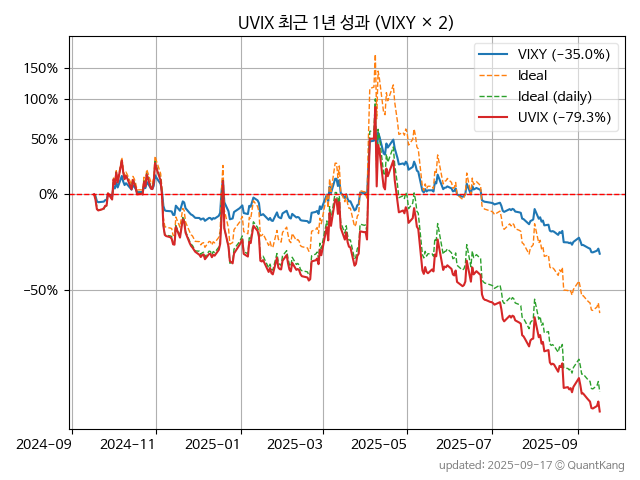 UVIX 최근 1년 성과 (VIXY × 2)
VIXY (−35.0%)
Ideal
Ideal (daily)
UVIX (−79.3%)
150%
100%
50%
0%
−50%
2024-09
2024-11
2025-01
2025-03
2025-05
2025-07
2025-09
updated: 2025-09-17 © QuantKang